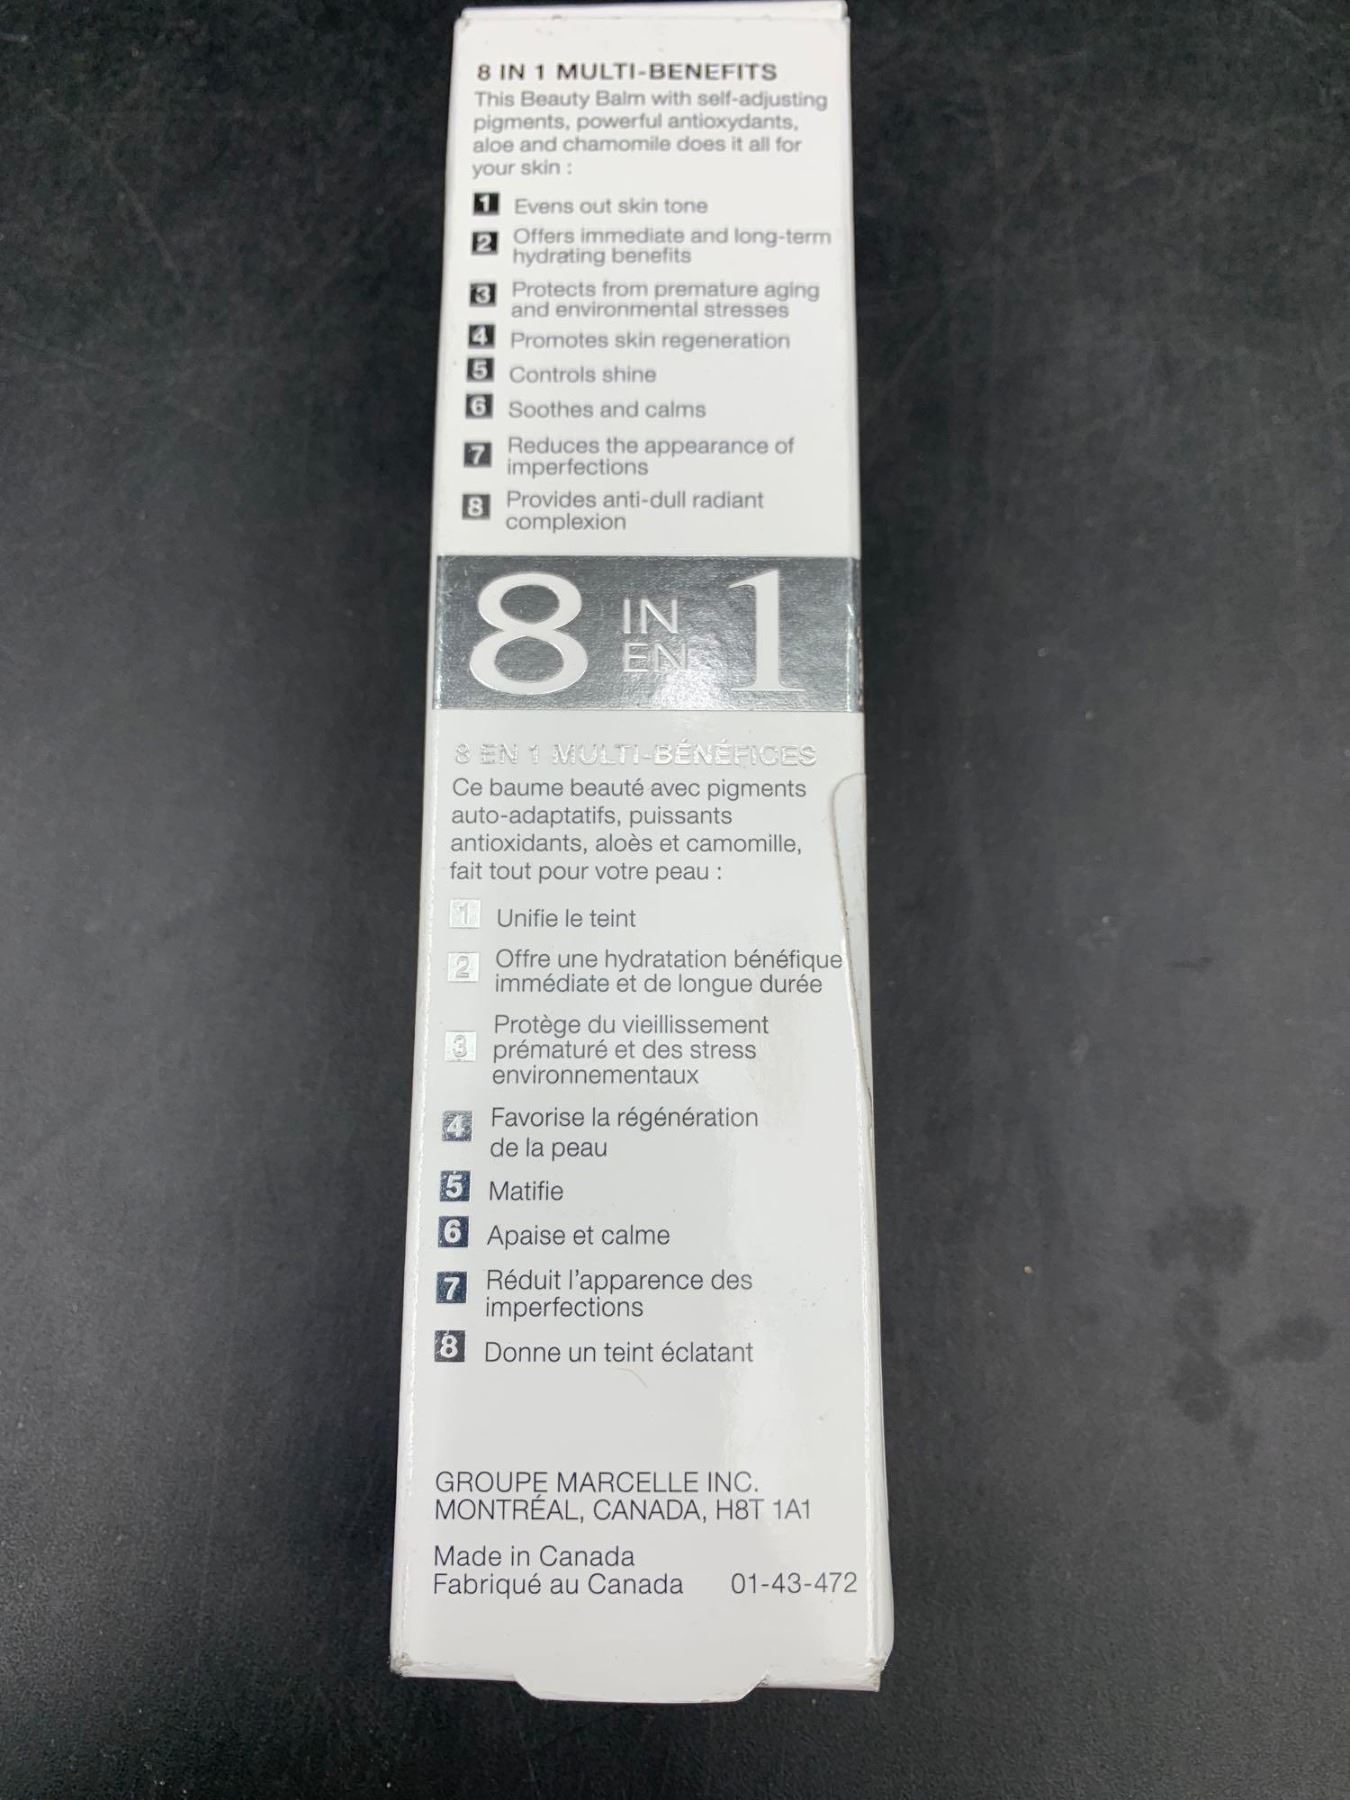 8 IN 1 MULTI-BENEFITS
This Beauty Balm with self-adjusting
pigments, powerful antioxydants,
aloe and chamomile does it all for
your skin :
1 Evens out skin tone
2 Offers immediate and long-term
hydrating benefits
3 Protects from premature aging
and environmental stresses
4 Promotes skin regeneration
5 Controls shine
6 Soothes and calms
7 Reduces the appearance of
imperfections
8 Provides anti-dull radiant
complexion
8 IN EN 1
8 EN 1 MULTI-BÉNÉFICES
Ce baume beauté avec pigments
auto-adaptatifs, puissants
antioxidants, aloès et camomille,
fait tout pour votre peau :
1 Unifie le teint
2 Offre une hydratation bénéfique
immédiate et de longue durée
3 Protège du vieillissement
prématuré et des stress
environnementaux
4 Favorise la régénération
de la peau
5 Matifie
6 Apaise et calme
7 Réduit l'apparence des
imperfections
8 Donne un teint éclatant
GROUPE MARCELLE INC.
MONTRÉAL, CANADA, H8T 1A1
Made in Canada
Fabriqué au Canada 01-43-472